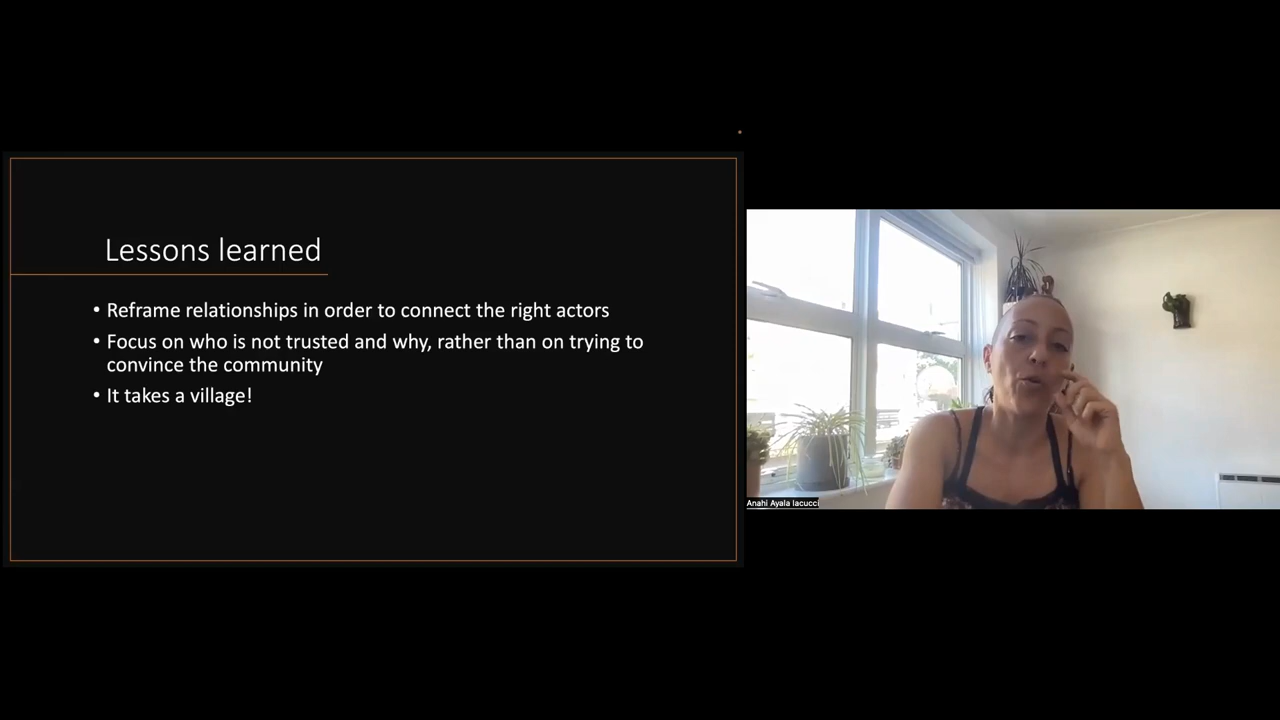 Lessons learned
• Reframe relationships in order to connect the right actors
• Focus on who is not trusted and why, rather than on trying to
convince the community
• It takes a village!
Anahi Ayala Iacucci